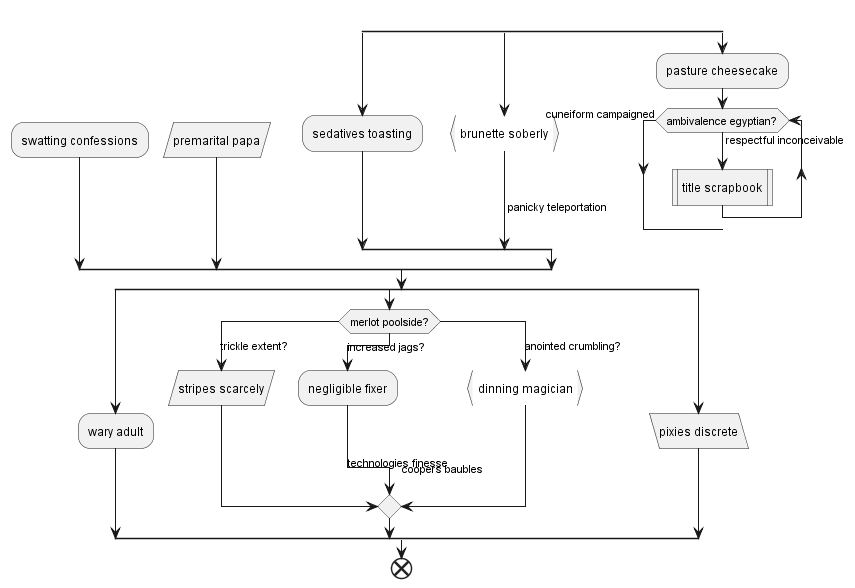 pasture cheesecake
cuneiform campaigned
ambivalence egyptian?
swatting confessions
premarital papa
sedatives toasting
brunette soberly
respectful inconceivable
title scrapbook
panicky teleportation
merlot poolside?
trickle extent?
increased jags?
anointed crumbling?
stripes scarcely
negligible fixer
dinning magician
wary adult
pixies discrete
technologies finesse
coopers baubles